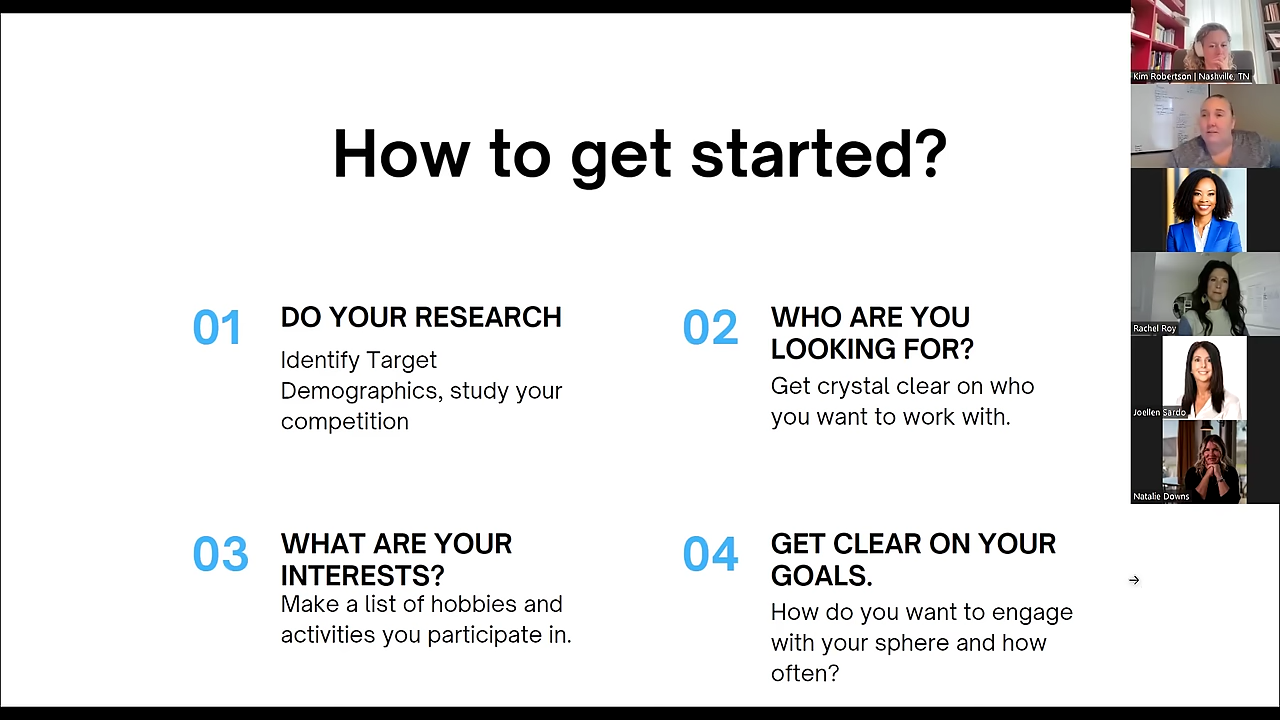 How to get started?
01
DO YOUR RESEARCH
Identify Target
Demographics, study your
competition
02
WHO ARE YOU
LOOKING FOR?
Get crystal clear on who
you want to work with.
03
WHAT ARE YOUR
INTERESTS?
Make a list of hobbies and
activities you participate in.
04
GET CLEAR ON YOUR
GOALS.
How do you want to engage
with your sphere and how
often?
Kim Robertson | Nashville, TN
Rachel Roy
Joellen Sardo
Natalie Downs